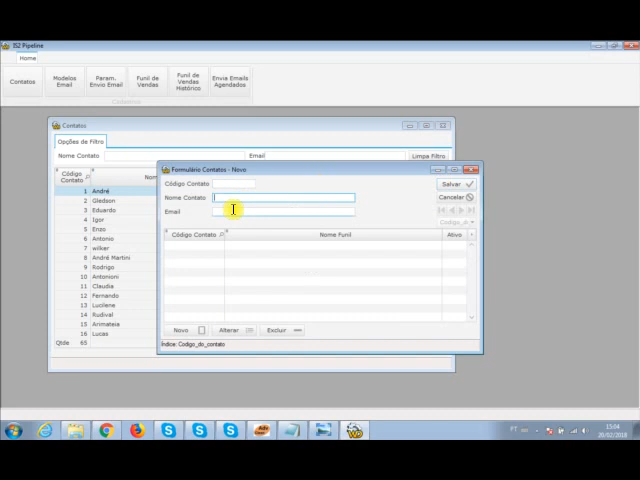 IS2 Pipeline
Home
Contatos
Modelos Email
Param. Envio Email
Funil de Vendas
Funil de Vendas Histórico
Envia Emails Agendados
Cadastros
Contatos
Opções de Filtro
Nome Contato
Email
Limpa Filtro
Código Contato
Nom
1 André
2 Gledson
3 Eduardo
4 Igor
5 Enzo
6 Antonio
7 wilker
8 André Martini
9 Rodrigo
10 Antonioni
11 Claudia
12 Fernando
13 Lucilene
14 Rudival
15 Arimateia
16 Lucas
Qtde 65
Formulário Contatos - Novo
Código Contato
Salvar
Nome Contato
Cancelar
Email
Código Contato Nome Funil Ativo
Novo Alterar Excluir
Índice: Codigo_do_contato
PT
15:04
20/02/2018